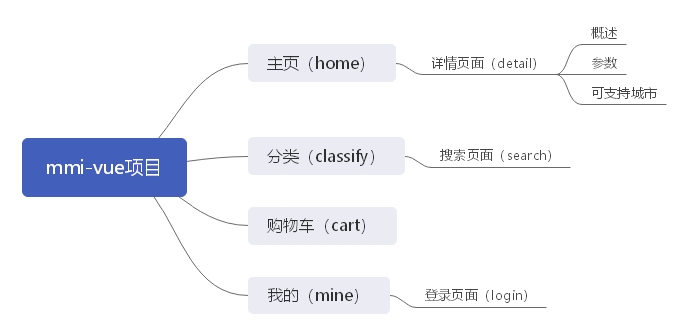 mmi-vue项目
主页（home）
详情页面（detail）
概述
参数
可支持城市
分类（classify）
搜索页面（search）
购物车（cart）
我的（mine）
登录页面（login）